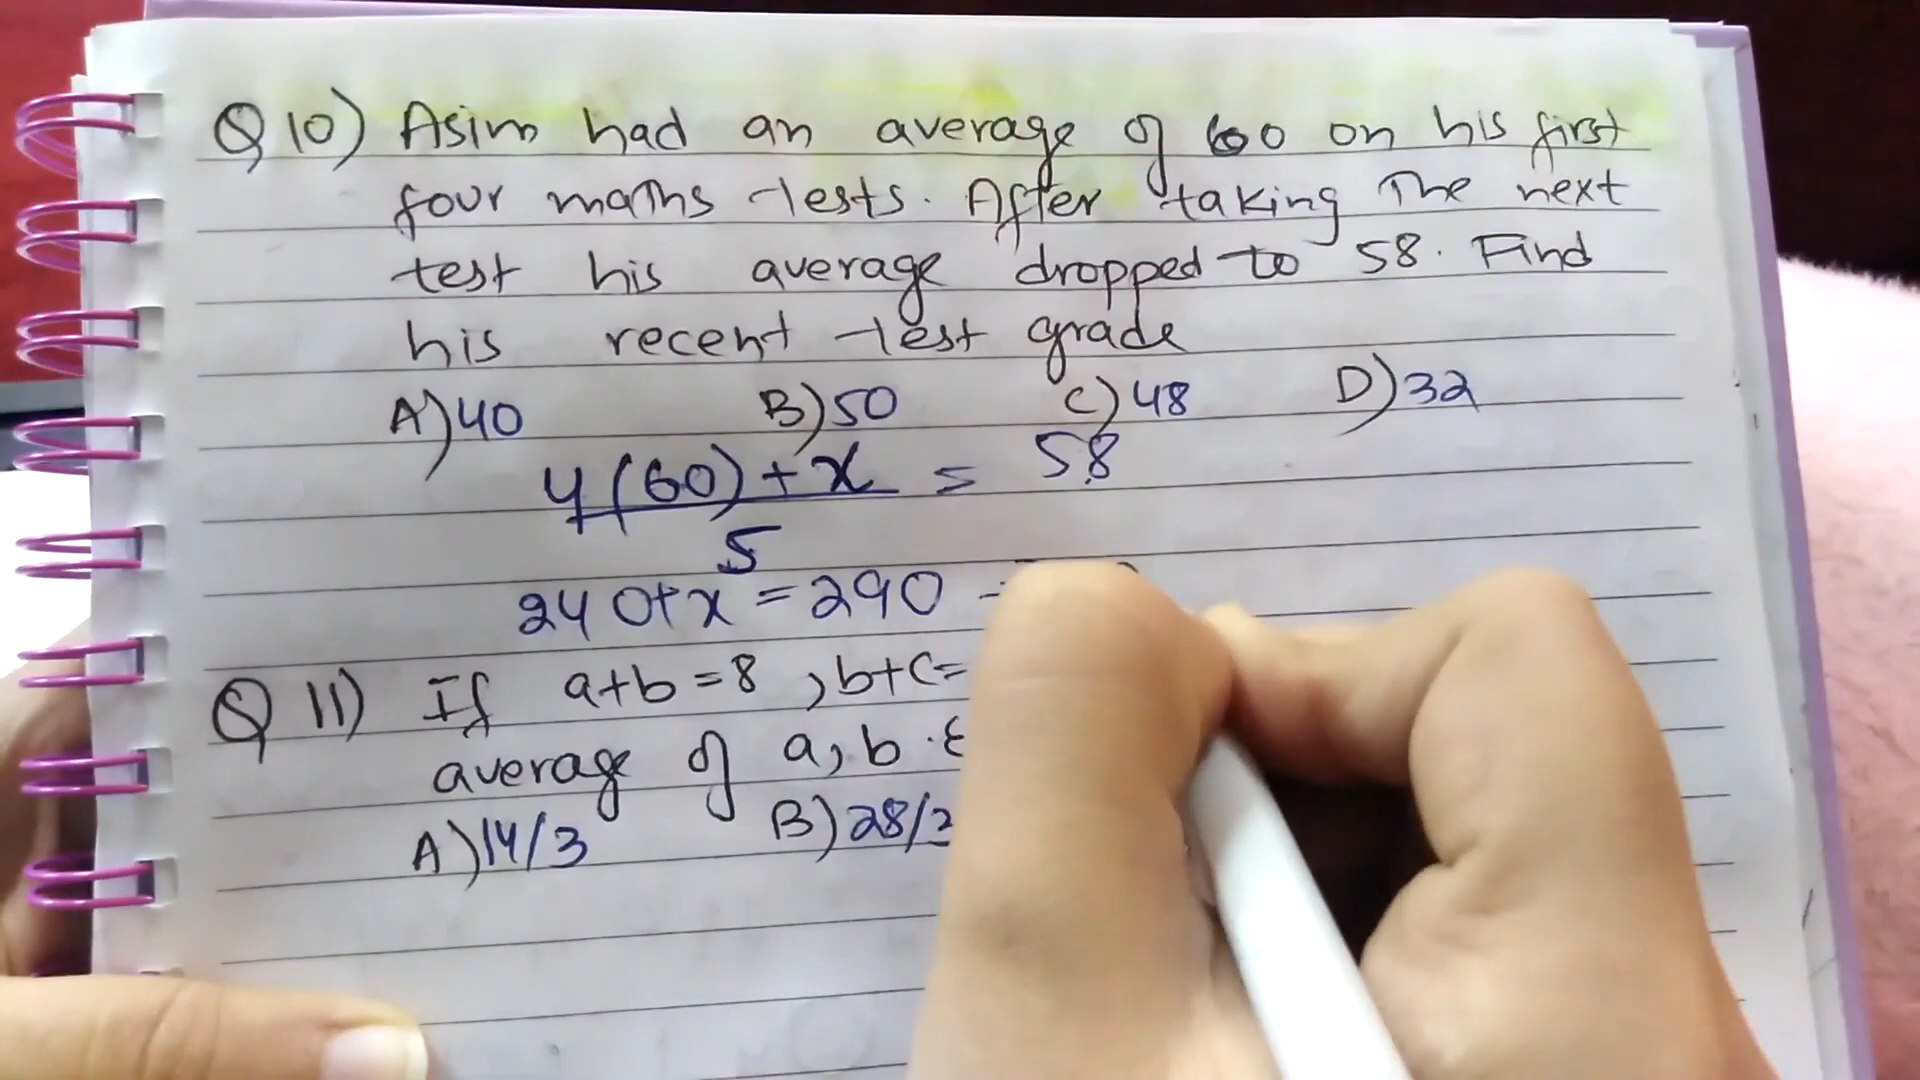 Q 10) Asim had an average of 60 on his first
four maths tests. After taking the next
test his average dropped to 58. Find
his recent test grade
A) 40 B) 50 C) 48 D) 32
4(60) + x = 58
5
240+x = 290
Q 11) If a+b=8 , b+c=
average of a, b &
A) 14/3 B) 28/3